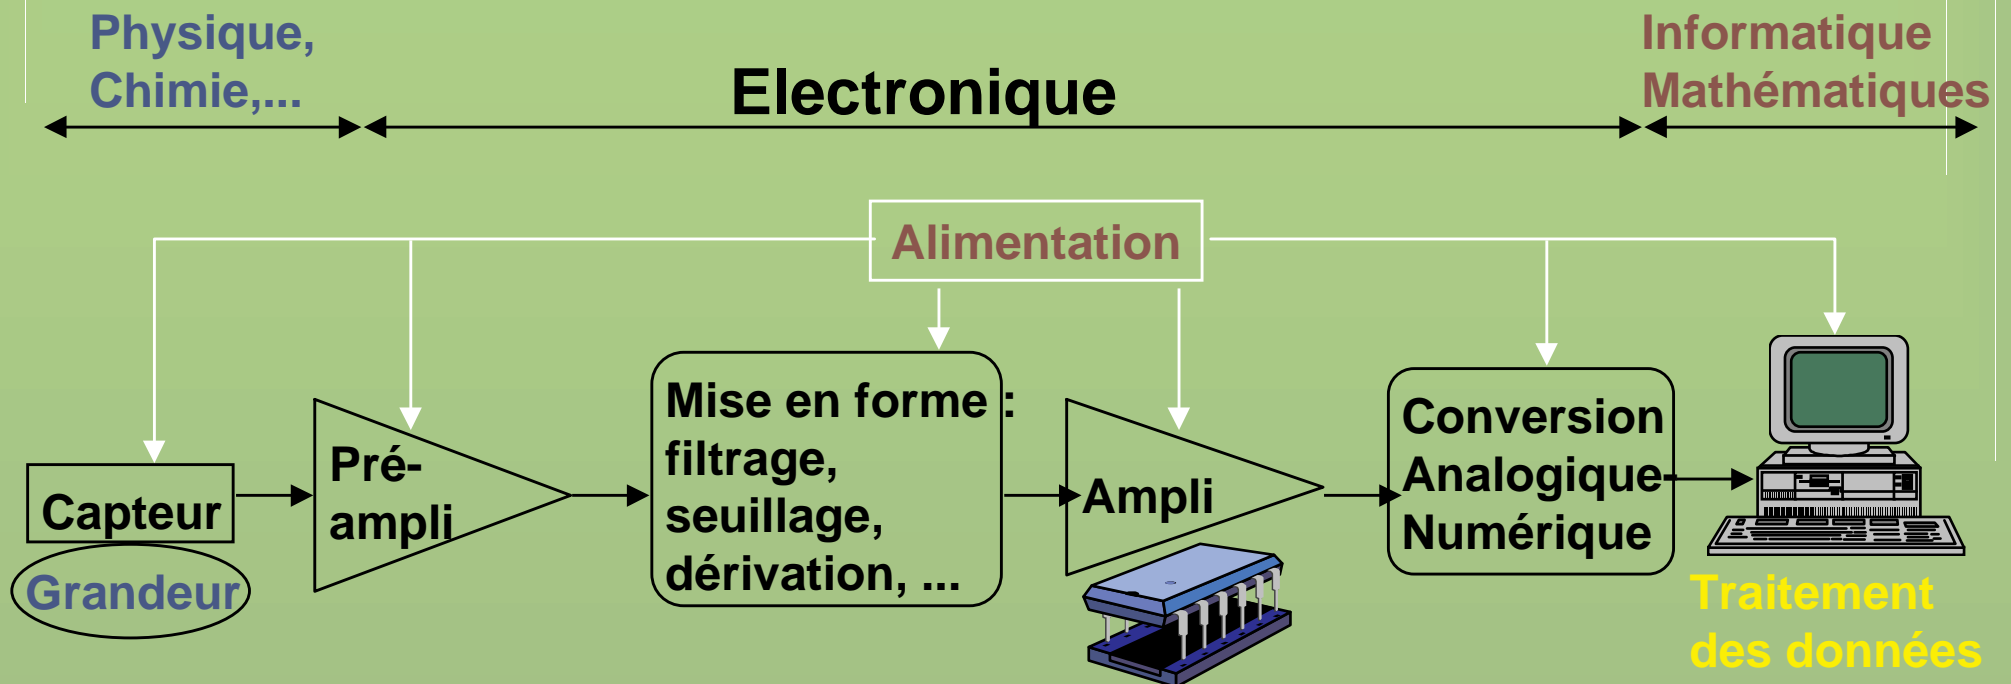 Physique,
Chimie,...
Electronique
Informatique
Mathématiques
Alimentation
Capteur
Grandeur
Pré-
ampli
Mise en forme :
filtrage,
seuillage,
dérivation, ...
Ampli
Conversion
Analogique-
Numérique
Traitement
des données